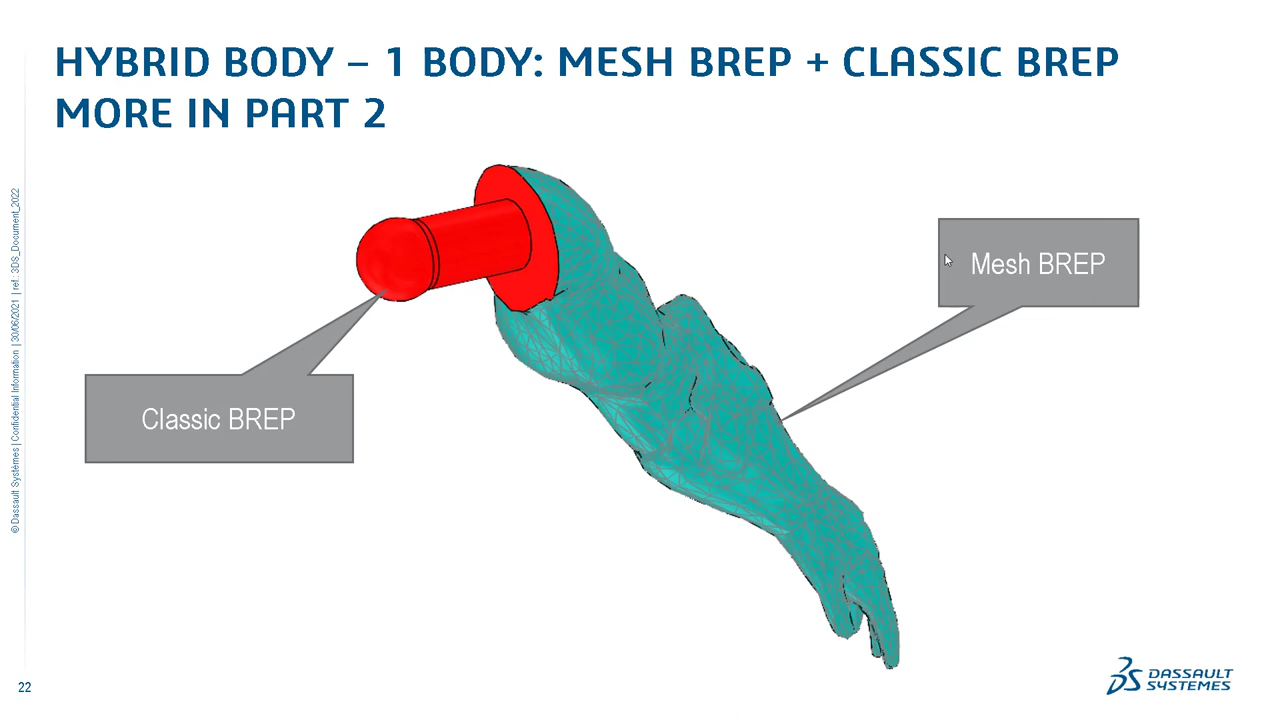 HYBRID BODY – 1 BODY: MESH BREP + CLASSIC BREP
MORE IN PART 2
Mesh BREP
Classic BREP
© Dassault Systèmes | Confidential Information | 30/06/2021 | ref.: 3DS_Document_2022
22
DASSAULT
SYSTEMES